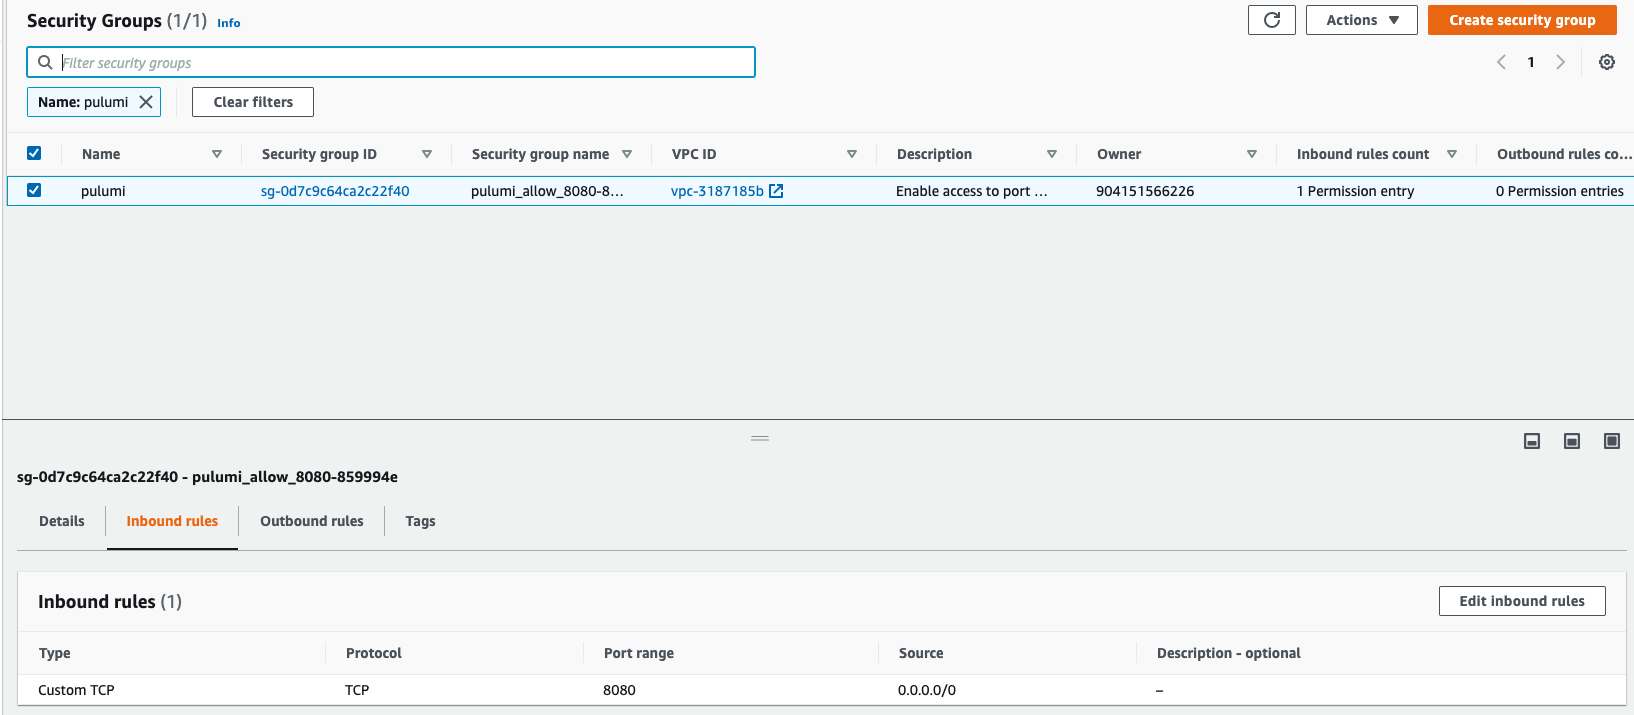 Security Groups (1/1) Info
Actions
Create security group
Filter security groups
1
Name: pulumi
Clear filters
Name Security group ID Security group name VPC ID Description Owner Inbound rules count Outbound rules co...
pulumi sg-0d7c9c64ca2c22f40 pulumi_allow_8080-8... vpc-3187185b Enable access to port ... 904151566226 1 Permission entry 0 Permission entries
sg-0d7c9c64ca2c22f40 - pulumi_allow_8080-859994e
Details Inbound rules Outbound rules Tags
Inbound rules (1)
Edit inbound rules
Type Protocol Port range Source Description - optional
Custom TCP TCP 8080 0.0.0.0/0 –